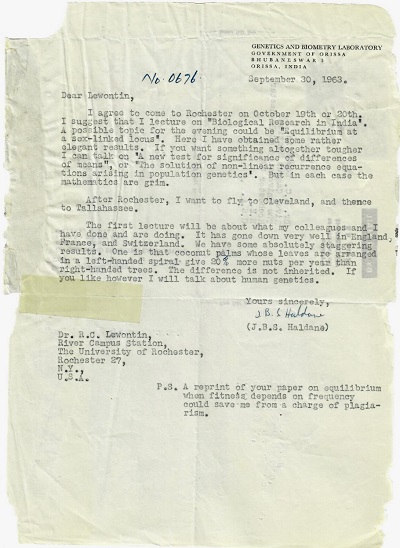 GENETICS AND BIOMETRY LABORATORY
GOVERNMENT OF ORISSA
BHUBANESWAR 3
ORISSA, INDIA
No. 0676.
September 30, 1963.
Dear Lewontin,
I agree to come to Rochester on October 19th or 20th.
I suggest that I lecture on "Biological Research in India".
A possible topic for the evening could be "Equilibrium at
a sex-linked locus". Here I have obtained some rather
elegant results. If you want something altogether tougher
I can talk on "A new test for significance of differences
of means", or "The solution of non-linear recurrence equa-
tions arising in population genetics". But in each case the
mathematics are grim.
After Rochester, I want to fly to Cleveland, and thence
to Tallahassee.
The first lecture will be about what my colleagues and I
have done and are doing. It has gone down very well in England,
France, and Switzerland. We have some absolutely staggering
results. One is that coconut palms whose leaves are arranged
in a left-handed spiral give 20% more nuts per year than
right-handed trees. The difference is not inherited. If
you like however I will talk about human genetics.
Yours sincerely,
J.B.S Haldane
(J.B.S. Haldane)
Dr. R.C. Lewontin,
River Campus Station,
The University of Rochester,
Rochester 27,
N.Y.,
U.S.A.
P.S. A reprint of your paper on equilibrium
when fitness depends on frequency
could save me from a charge of plagia-
rism.